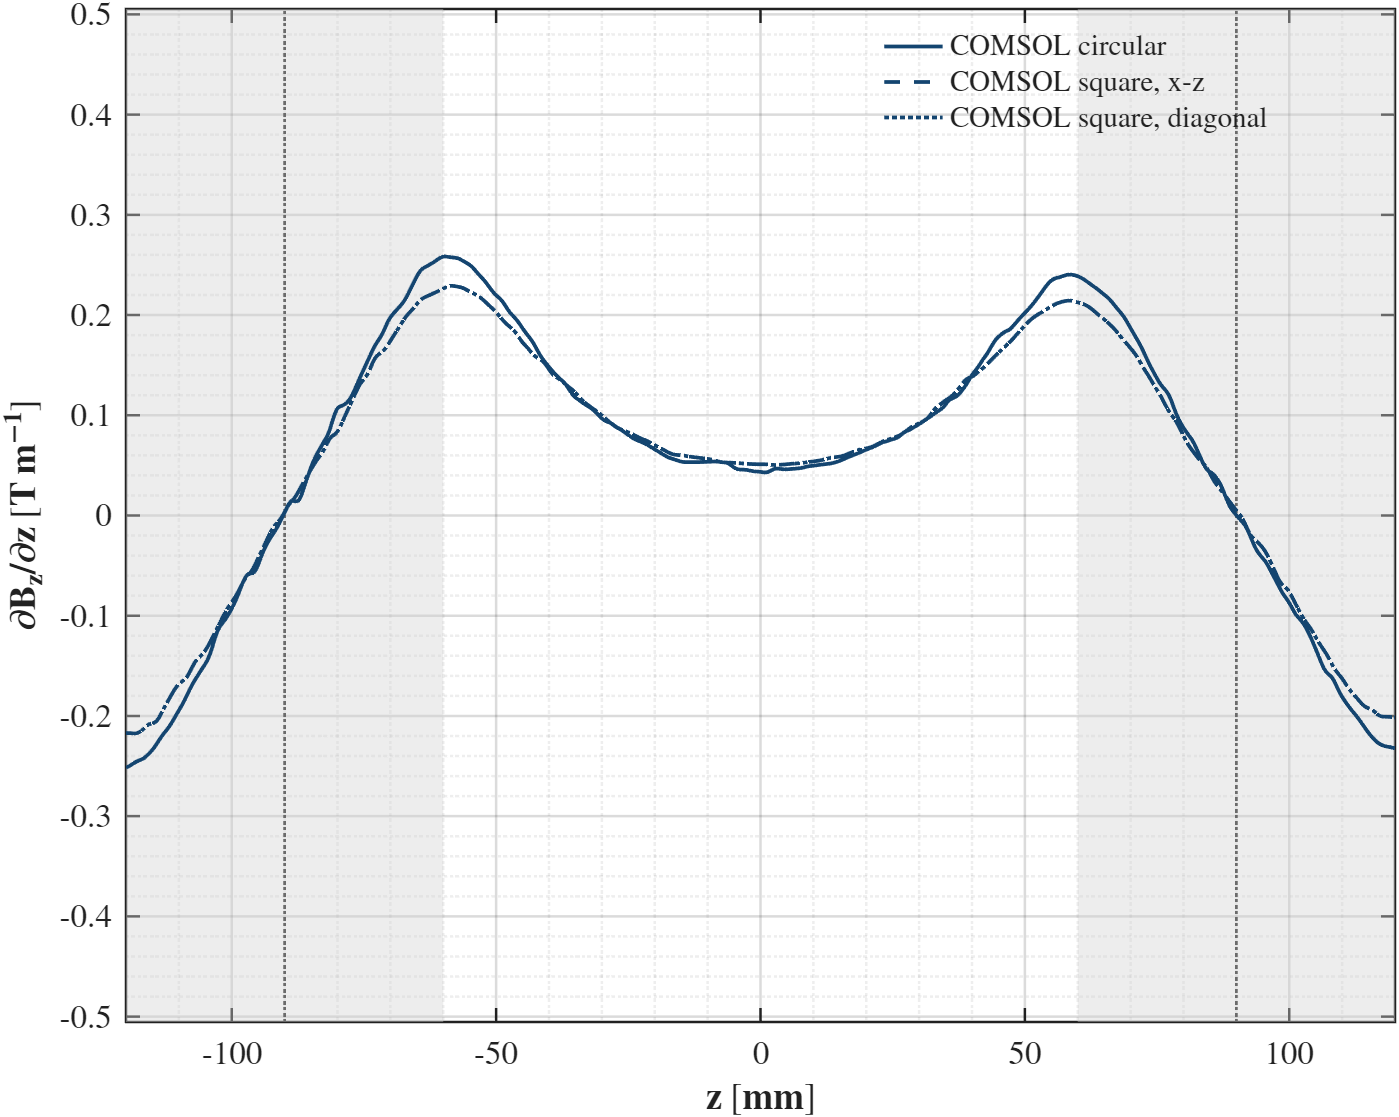 0.5
0.4
0.3
0.2
0.1
0
-0.1
-0.2
-0.3
-0.4
-0.5
∂Bz/∂z [T m−1]
COMSOL circular
COMSOL square, x-z
COMSOL square, diagonal
-100 -50 0 50 100
z [mm]